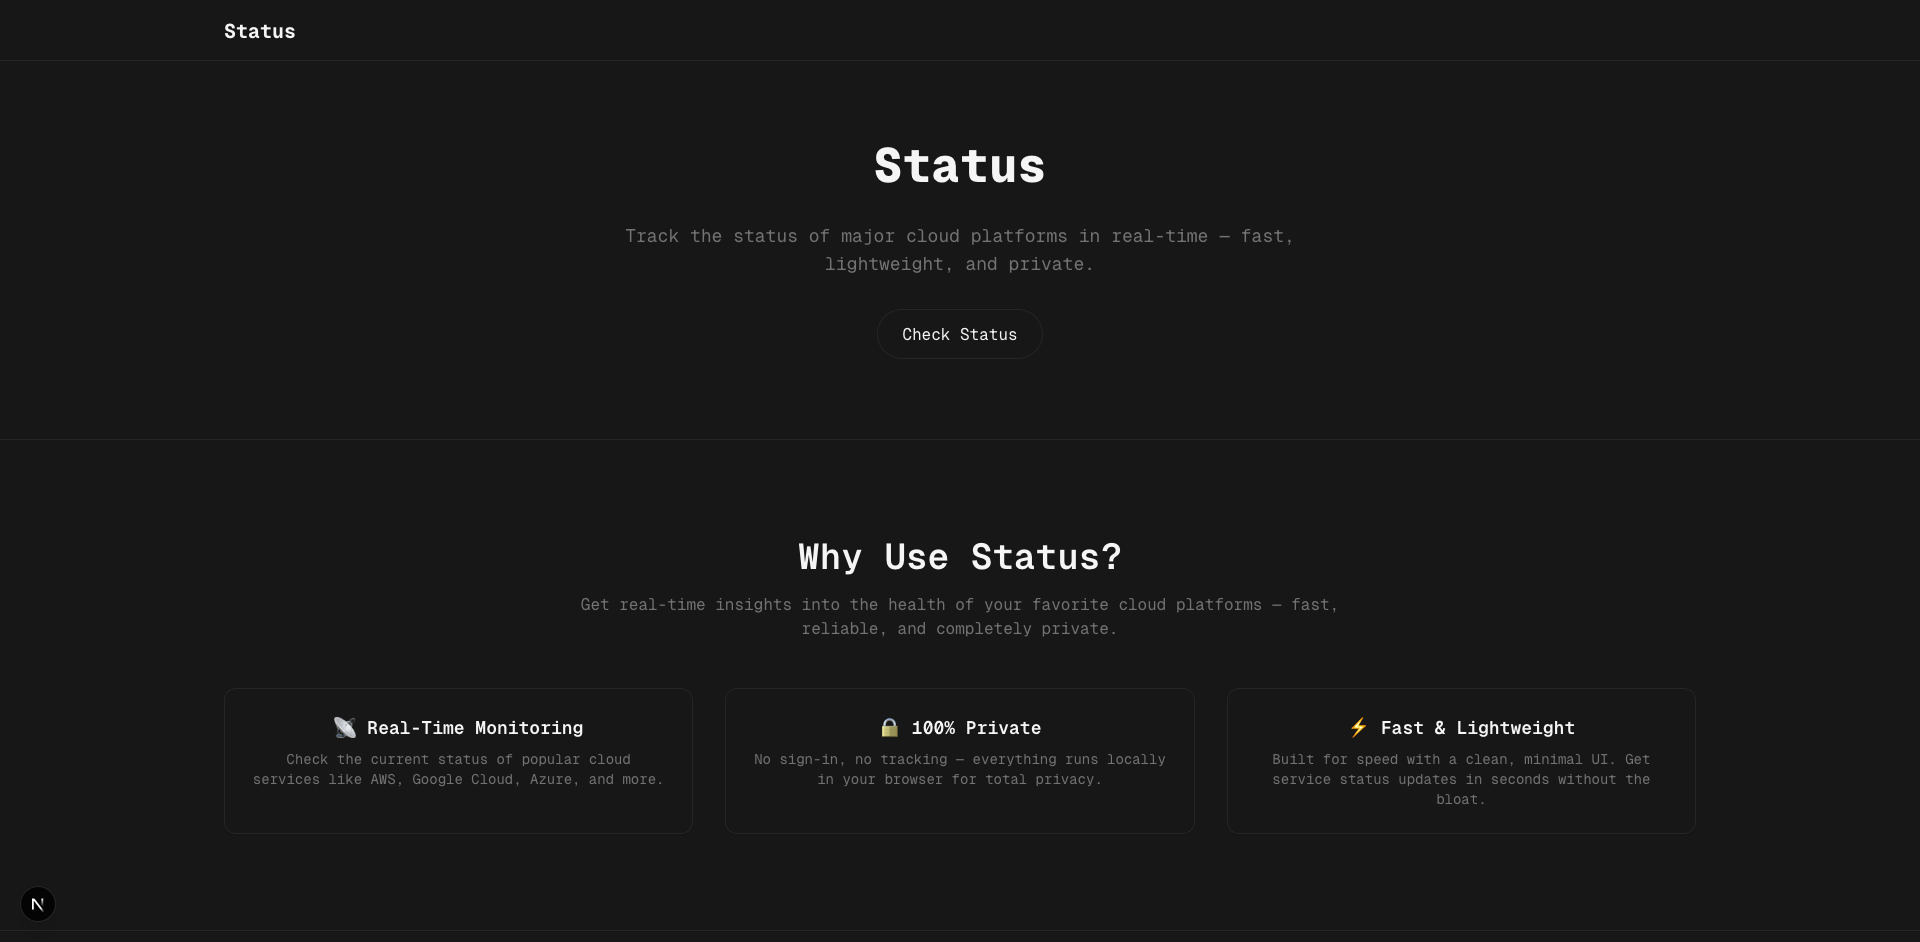 Status
Status
Track the status of major cloud platforms in real-time — fast,
lightweight, and private.
Check Status
Why Use Status?
Get real-time insights into the health of your favorite cloud platforms — fast,
reliable, and completely private.
📡 Real-Time Monitoring
Check the current status of popular cloud
services like AWS, Google Cloud, Azure, and more.
🔒 100% Private
No sign-in, no tracking — everything runs locally
in your browser for total privacy.
⚡ Fast & Lightweight
Built for speed with a clean, minimal UI. Get
service status updates in seconds without the
bloat.
N